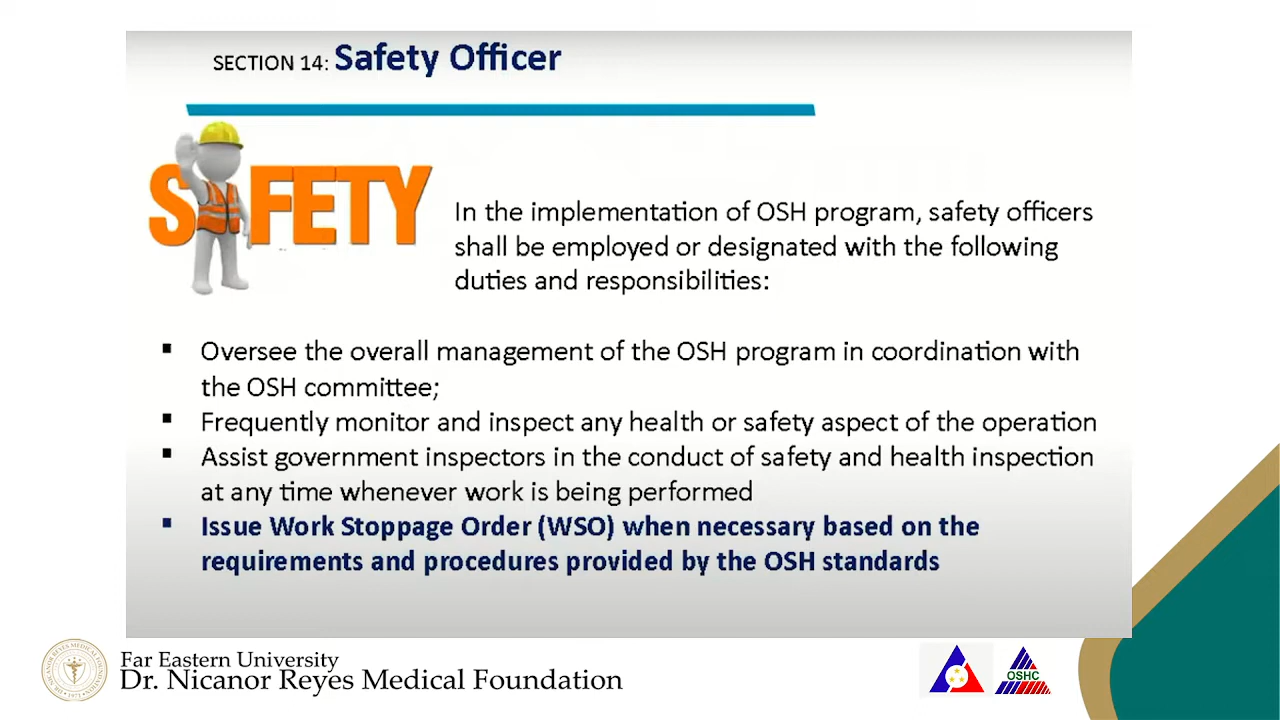 SECTION 14: Safety Officer
SAFETY
In the implementation of OSH program, safety officers
shall be employed or designated with the following
duties and responsibilities:
▪ Oversee the overall management of the OSH program in coordination with
the OSH committee;
▪ Frequently monitor and inspect any health or safety aspect of the operation
▪ Assist government inspectors in the conduct of safety and health inspection
at any time whenever work is being performed
▪ Issue Work Stoppage Order (WSO) when necessary based on the
requirements and procedures provided by the OSH standards
Far Eastern University
Dr. Nicanor Reyes Medical Foundation
OSHC